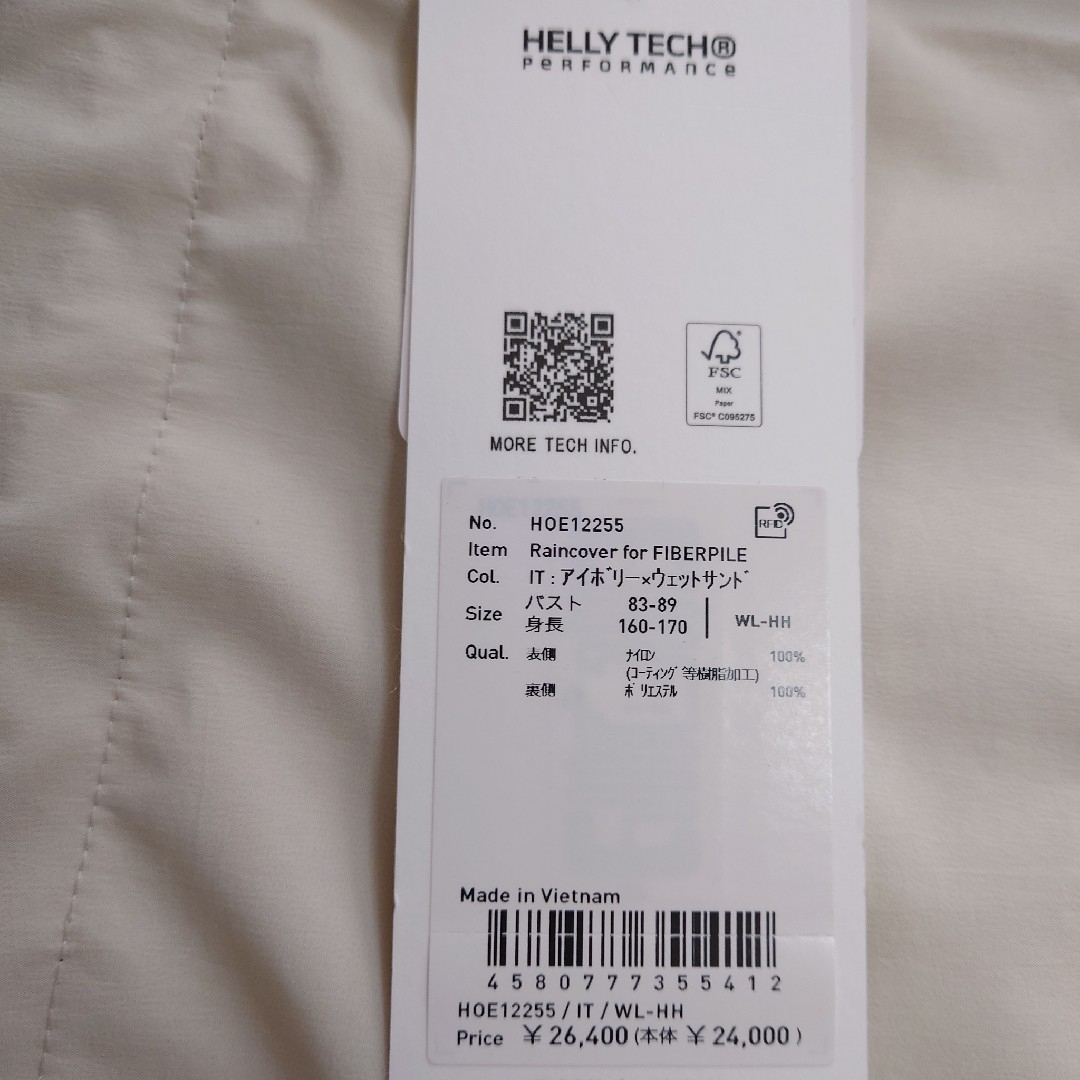 HELLY TECH®
PERFORMANCE
FSC
MIX
Paper
FSC® C095275
MORE TECH INFO.
No. HOE12255
RFID
Item Raincover for FIBERPILE
Col. IT : アイボリー×ウェットサンド
Size バスト 83-89
身長 160-170
WL-HH
Qual. 表側 ナイロン 100%
(コーティング等樹脂加工)
裏側 ポリエステル 100%
Made in Vietnam
4580777355412
HOE12255 / IT / WL-HH
Price ¥ 26,400 (本体 ¥ 24,000 )